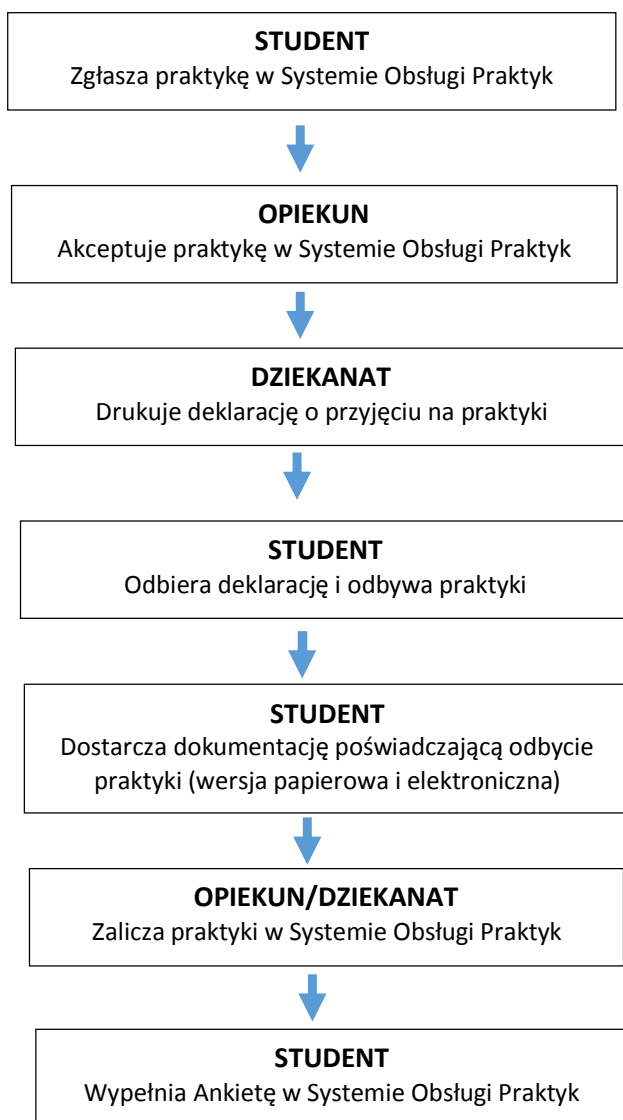 STUDENT
Zgłasza praktykę w Systemie Obsługi Praktyk
OPIEKUN
Akceptuje praktykę w Systemie Obsługi Praktyk
DZIEKANAT
Drukuje deklarację o przyjęciu na praktyki
STUDENT
Odbiera deklarację i odbywa praktyki
STUDENT
Dostarcza dokumentację poświadczającą odbycie
praktyki (wersja papierowa i elektroniczna)
OPIEKUN/DZIEKANAT
Zalicza praktyki w Systemie Obsługi Praktyk
STUDENT
Wypełnia Ankietę w Systemie Obsługi Praktyk